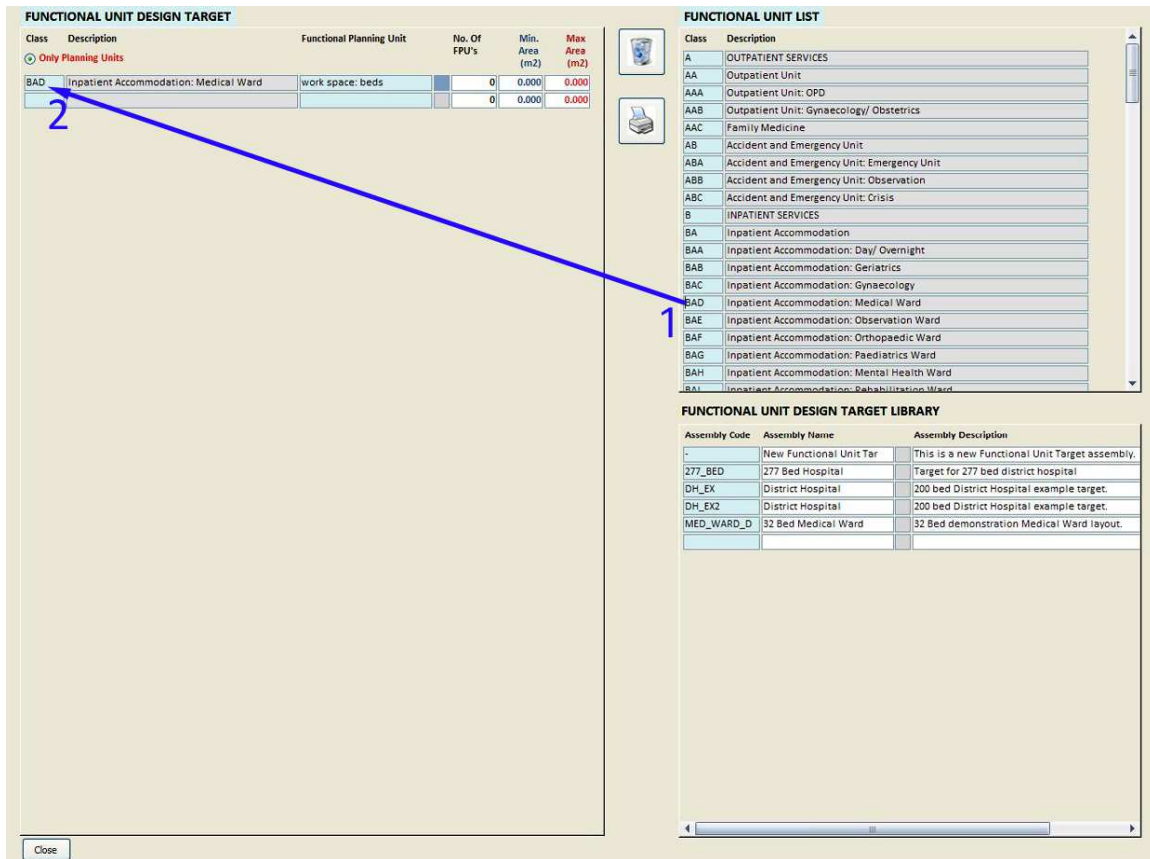 FUNCTIONAL UNIT DESIGN TARGET
Class Description Functional Planning Unit No. Of FPU's Min. Area (m2) Max Area (m2)
Only Planning Units
BAD Inpatient Accommodation: Medical Ward work space: beds 0 0.000 0.000
0 0.000 0.000
2
1
FUNCTIONAL UNIT LIST
Class Description
A OUTPATIENT SERVICES
AA Outpatient Unit
AAA Outpatient Unit: OPD
AAB Outpatient Unit: Gynaecology/ Obstetrics
AAC Family Medicine
AB Accident and Emergency Unit
ABA Accident and Emergency Unit: Emergency Unit
ABB Accident and Emergency Unit: Observation
ABC Accident and Emergency Unit: Crisis
B INPATIENT SERVICES
BA Inpatient Accommodation
BAA Inpatient Accommodation: Day/ Overnight
BAB Inpatient Accommodation: Geriatrics
BAC Inpatient Accommodation: Gynaecology
BAD Inpatient Accommodation: Medical Ward
BAE Inpatient Accommodation: Observation Ward
BAF Inpatient Accommodation: Orthopaedic Ward
BAG Inpatient Accommodation: Paediatrics Ward
BAH Inpatient Accommodation: Mental Health Ward
Inpatient Accommodation: Rehabilitation Ward
FUNCTIONAL UNIT DESIGN TARGET LIBRARY
Assembly Code Assembly Name Assembly Description
- New Functional Unit Tar This is a new Functional Unit Target assembly.
277_BED 277 Bed Hospital Target for 277 bed district hospital
DH_EX District Hospital 200 bed District Hospital example target.
DH_EX2 District Hospital 200 bed District Hospital example target.
MED_WARD_D 32 Bed Medical Ward 32 Bed demonstration Medical Ward layout.
Close